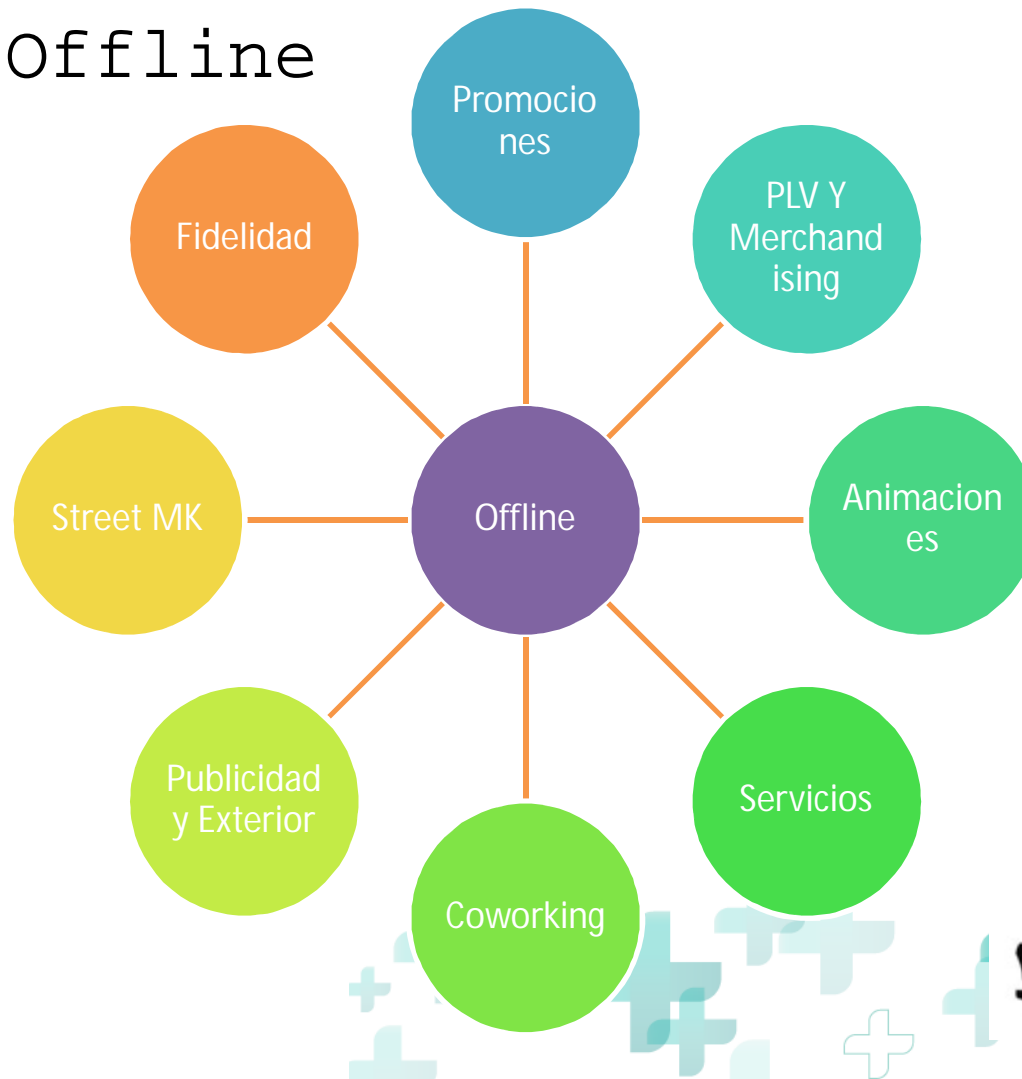 Offline
Promocio
nes
Fidelidad
PLV Y
Merchand
ising
Street MK
Offline
Animacion
es
Publicidad
y Exterior
Servicios
Coworking